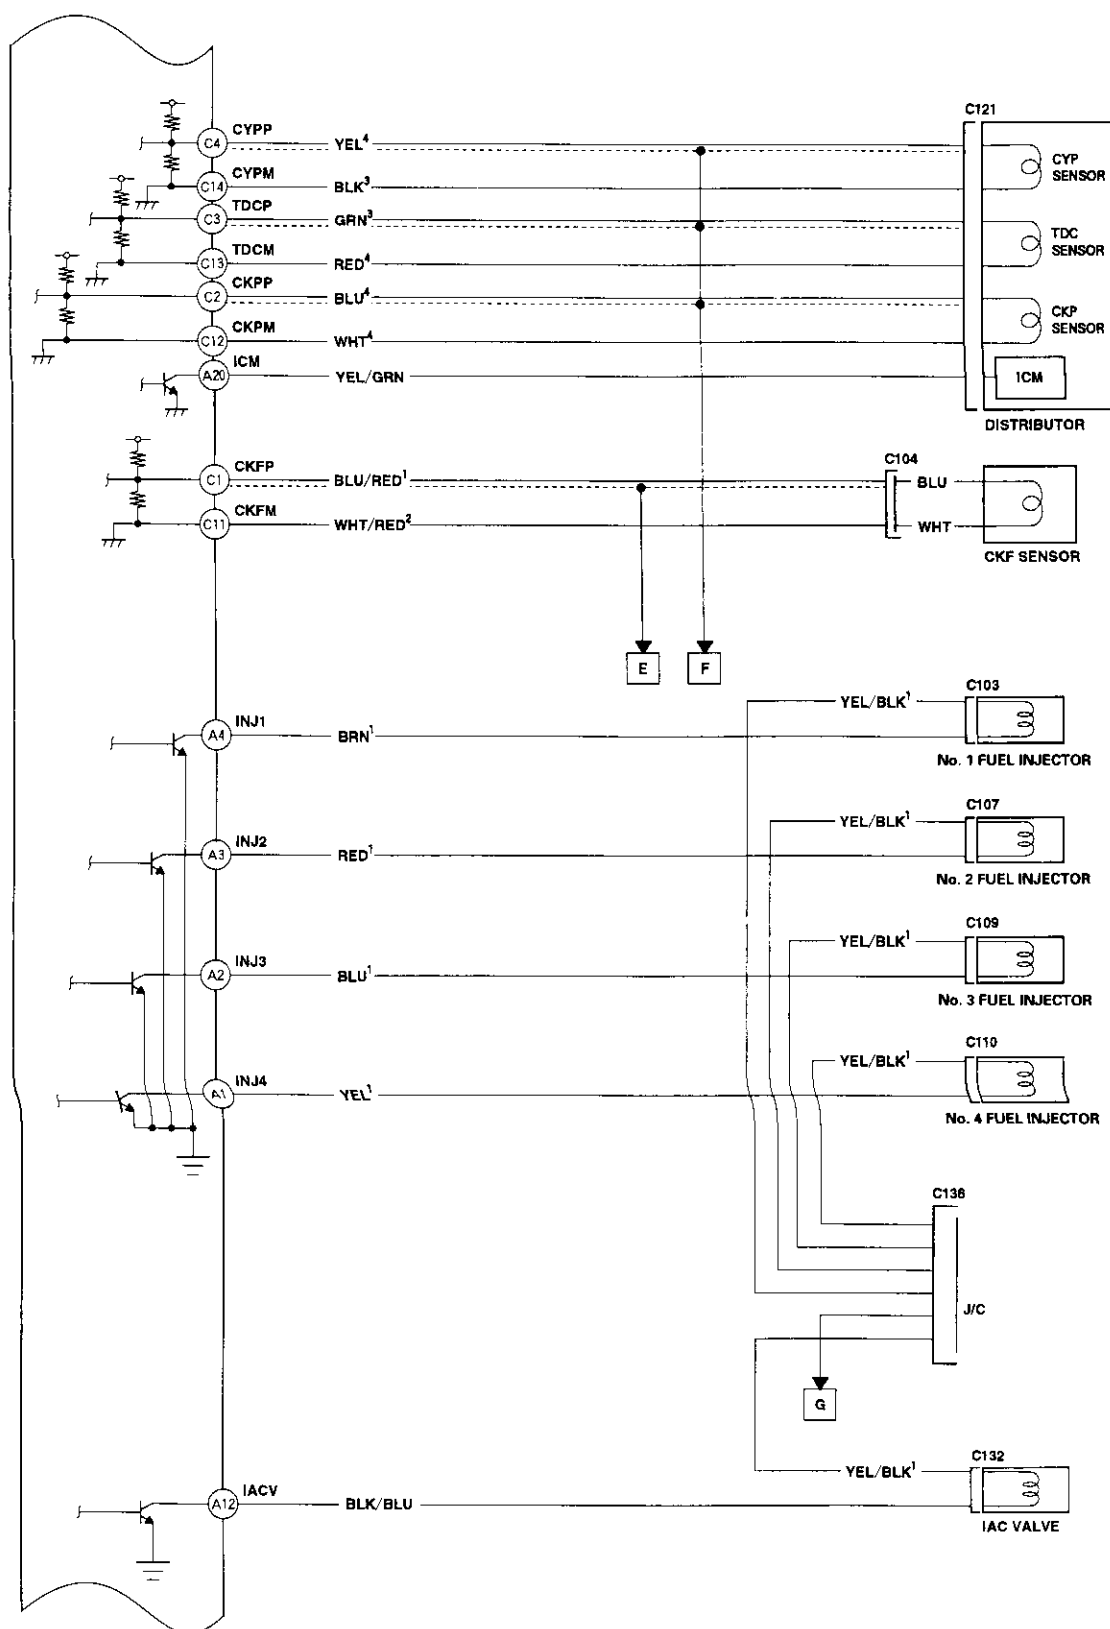 C121
C4 CYPP YEL⁴
CYP SENSOR
C14 CYPM BLK³
C3 TDCP GRN³
TDC SENSOR
C13 TDCM RED⁴
C2 CKPP BLU⁴
CKP SENSOR
C12 CKPM WHT⁴
A20 ICM YEL/GRN
ICM
DISTRIBUTOR
C104
C1 CKFP BLU/RED¹ BLU
C11 CKFM WHT/RED² WHT
CKF SENSOR
E F
C103
YEL/BLK¹
A4 INJ1 BRN¹
No. 1 FUEL INJECTOR
C107
YEL/BLK¹
A3 INJ2 RED¹
No. 2 FUEL INJECTOR
C109
YEL/BLK¹
A2 INJ3 BLU¹
No. 3 FUEL INJECTOR
C110
YEL/BLK¹
A1 INJ4 YEL¹
No. 4 FUEL INJECTOR
C136
J/C
G
C132
YEL/BLK¹
A12 IACV BLK/BLU
IAC VALVE